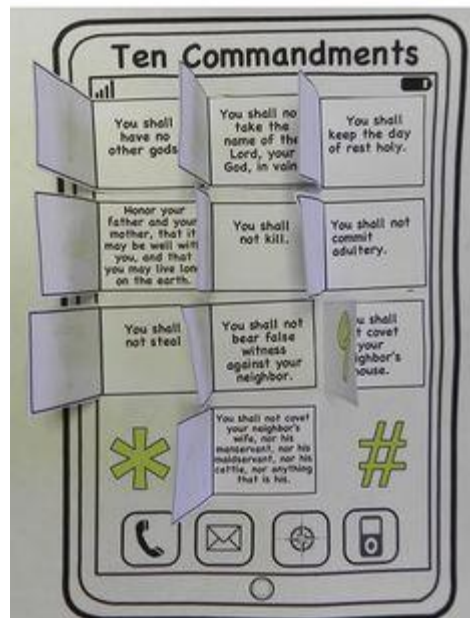 Ten Commandments
You shall
have no
other gods
You shall no
take the
name of the
Lord, your
God, in vain
You shall
keep the day
of rest holy.
Honor your
father and your
mother, that it
may be well with
you, and that
you may live long
on the earth.
You shall
not kill.
You shall not
commit
adultery.
You shall
not steal
You shall not
bear false
witness
against your
neighbor.
9
u shall
t covet
your
ighbor's
ouse.
*
You shall not covet
your neighbor's
wife, nor his
manservant, nor his
maidservant, nor his
cattle, nor anything
that is his.
#